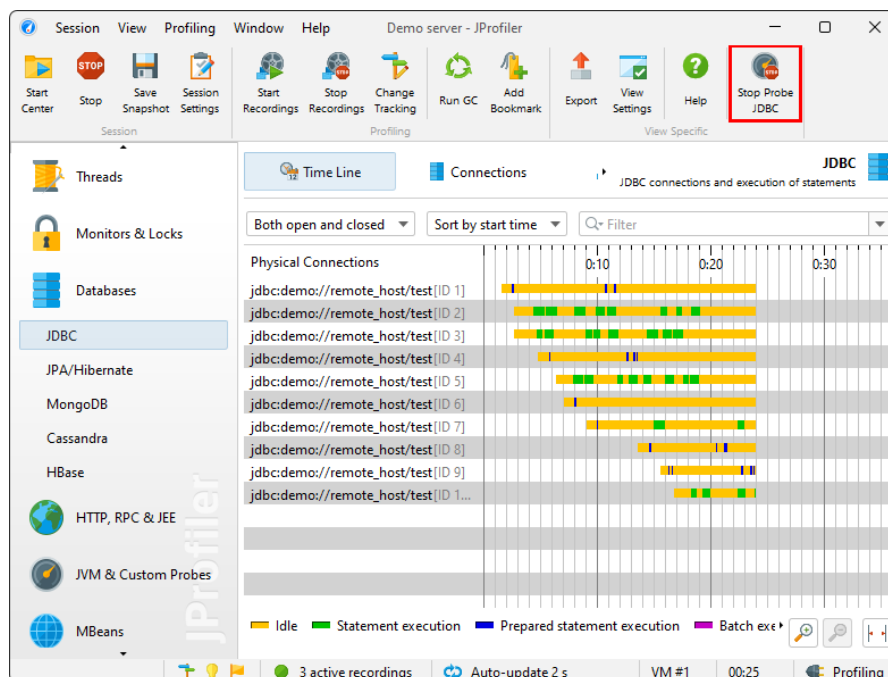 Session View Profiling Window Help Demo server - JProfiler
STOP
Start Center
Stop
Save Snapshot
Session Settings
Start Recordings
Stop Recordings
Change Tracking
Run GC
Add Bookmark
Export
View Settings
Help
Stop Probe JDBC
Session
Profiling
View Specific
Threads
Monitors & Locks
Databases
JDBC
JPA/Hibernate
MongoDB
Cassandra
HBase
HTTP, RPC & JEE
JVM & Custom Probes
MBeans
JProfiler
Time Line
Connections
JDBC
JDBC connections and execution of statements
Both open and closed
Sort by start time
Filter
Physical Connections
0:10 0:20 0:30
jdbc:demo://remote_host/test[ID 1]
jdbc:demo://remote_host/test[ID 2]
jdbc:demo://remote_host/test[ID 3]
jdbc:demo://remote_host/test[ID 4]
jdbc:demo://remote_host/test[ID 5]
jdbc:demo://remote_host/test[ID 6]
jdbc:demo://remote_host/test[ID 7]
jdbc:demo://remote_host/test[ID 8]
jdbc:demo://remote_host/test[ID 9]
jdbc:demo://remote_host/test[ID 1...
Idle Statement execution Prepared statement execution Batch exe
3 active recordings Auto-update 2 s VM #1 00:25 Profiling